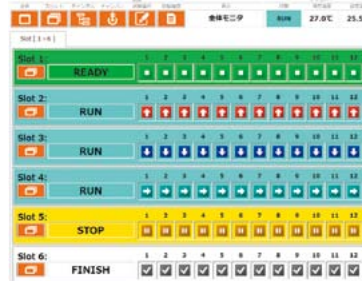 全体モニタ RUN 27.0℃ 23.5
Slot[1~6]
Slot 1: 1 2 3 4 5 6 7 8 9 10 11 12
READY
Slot 2: 1 2 3 4 5 6 7 8 9 10 11 12
RUN
Slot 3: 1 2 3 4 5 6 7 8 9 10 11 12
RUN
Slot 4: 1 2 3 4 5 6 7 8 9 10 11 12
RUN
Slot 5: 1 2 3 4 5 6 7 8 9 10 11 12
STOP
Slot 6: 1 2 3 4 5 6 7 8 9 10 11 12
FINISH